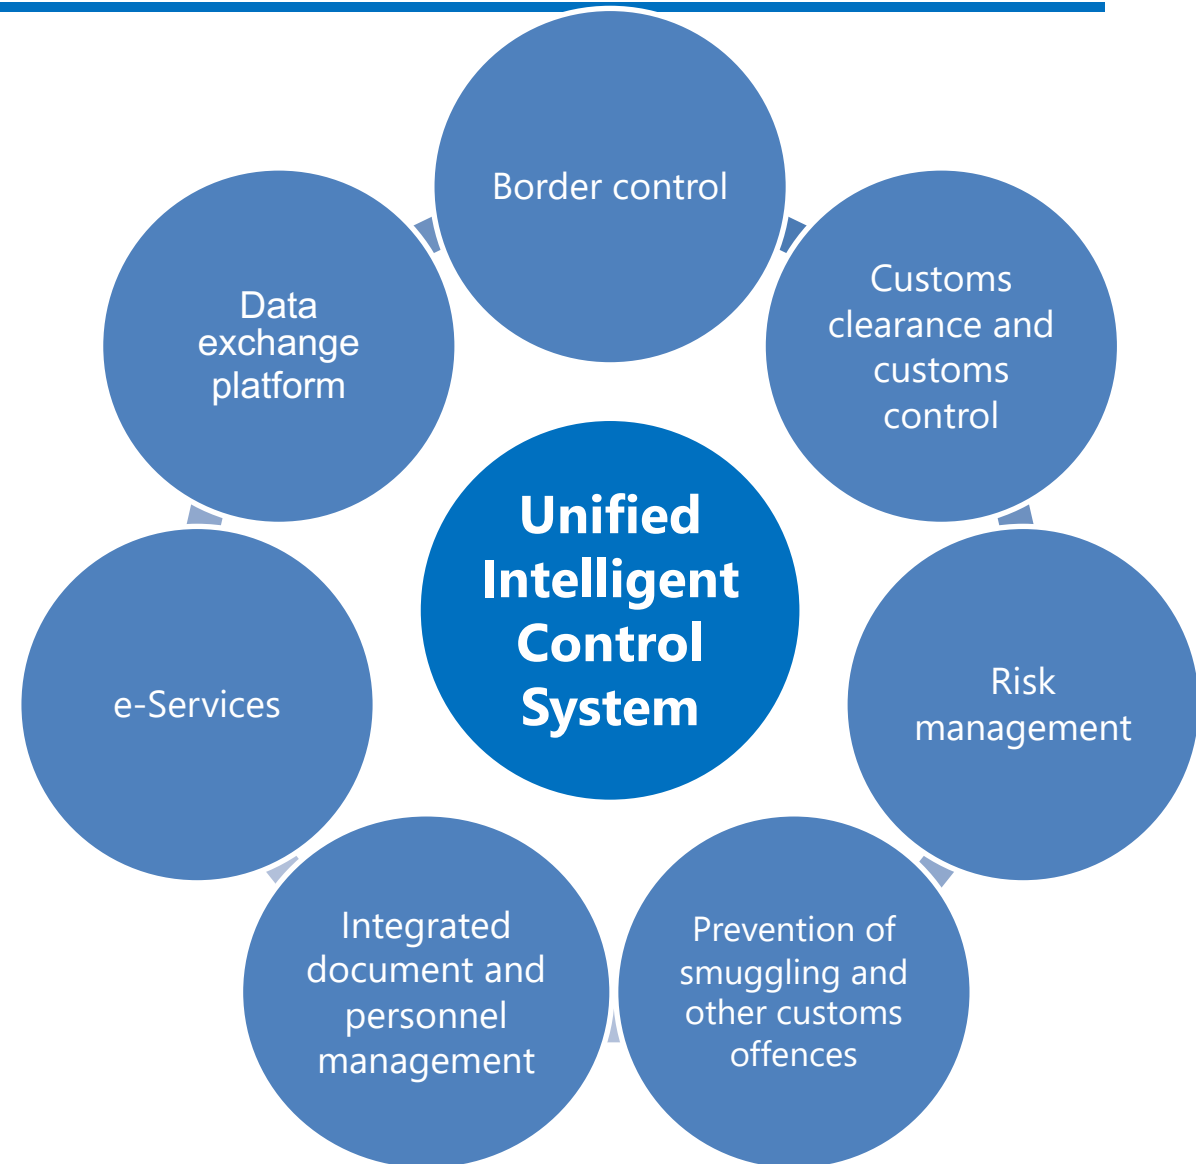 Border control
Customs
clearance and
customs
control
Risk
management
Prevention of
smuggling and
other customs
offences
Integrated
document and
personnel
management
e-Services
Data
exchange
platform
Unified
Intelligent
Control
System